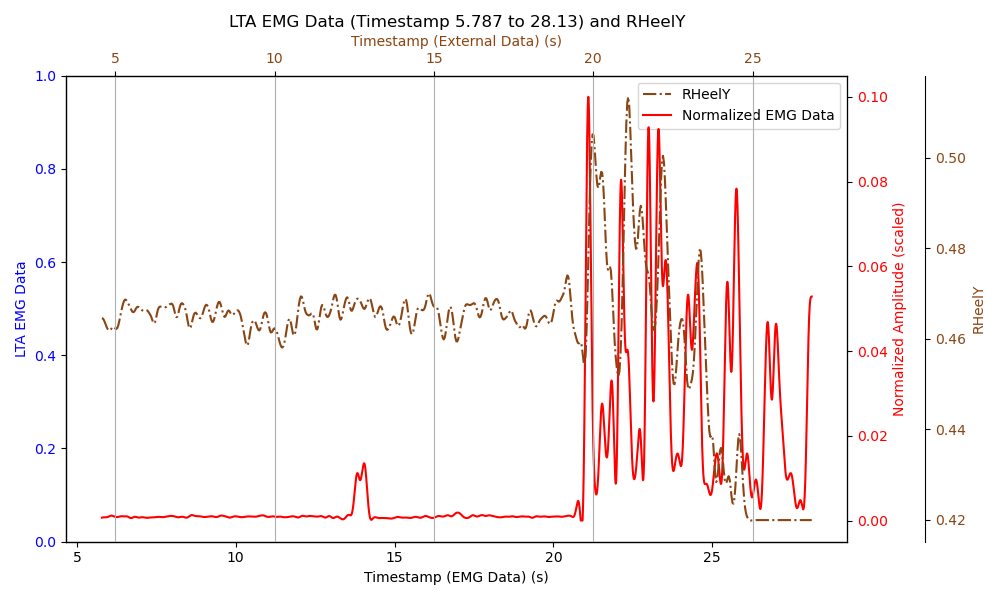 LTA EMG Data (Timestamp 5.787 to 28.13) and RHeelY
Timestamp (External Data) (s)
5 10 15 20 25
1.0
0.8
0.6
0.4
0.2
0.0
LTA EMG Data
RHeelY
Normalized EMG Data
0.10
0.08
0.06
0.04
0.02
0.00
Normalized Amplitude (scaled)
0.50
0.48
0.46
0.44
0.42
RHeelY
5 10 15 20 25
Timestamp (EMG Data) (s)